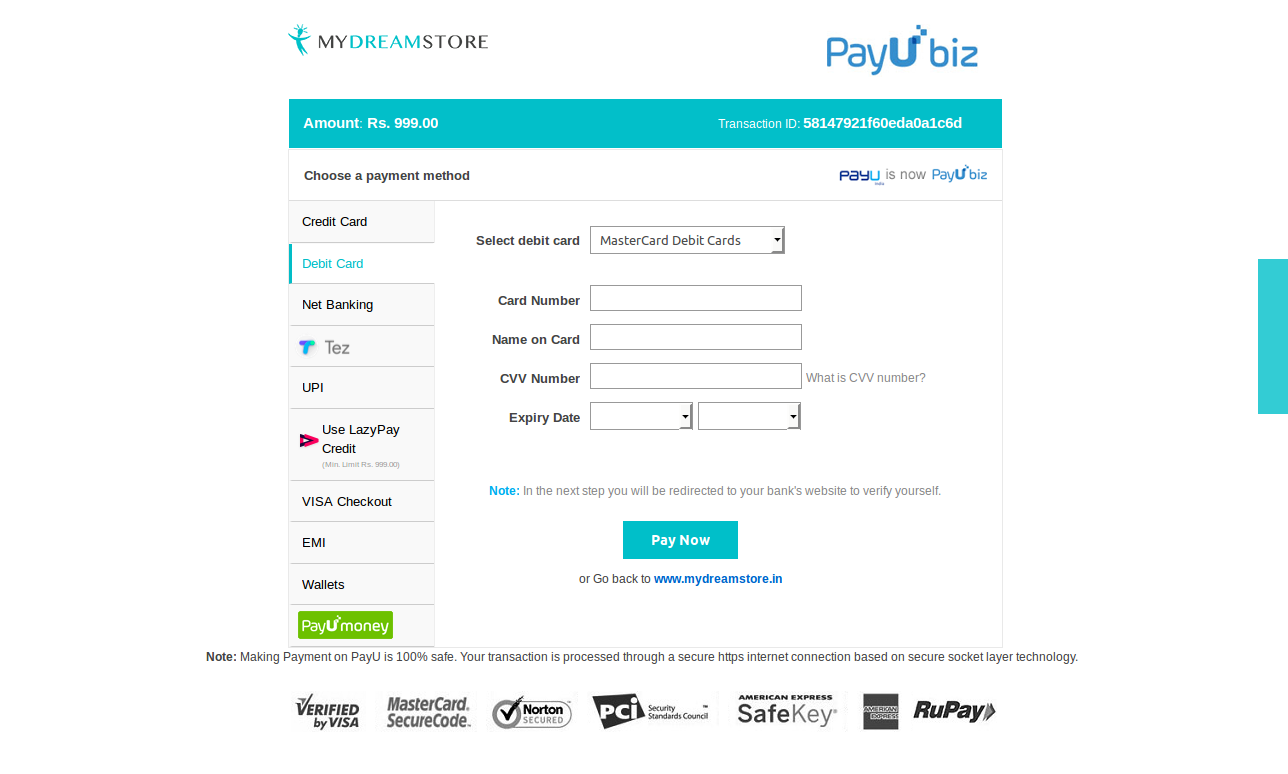 MYDREAMSTORE
PayU biz
Amount: Rs. 999.00
Transaction ID: 58147921f60eda0a1c6d
Choose a payment method
PayU india is now PayU biz
Credit Card
Debit Card
Net Banking
Tez
UPI
Use LazyPay
Credit
(Min. Limit Rs. 999.00)
VISA Checkout
EMI
Wallets
PayUmoney
Select debit card
MasterCard Debit Cards
Card Number
Name on Card
CVV Number
What is CVV number?
Expiry Date
Note: In the next step you will be redirected to your bank's website to verify yourself.
Pay Now
or Go back to www.mydreamstore.in
Note: Making Payment on PayU is 100% safe. Your transaction is processed through a secure https internet connection based on secure socket layer technology.
VERIFIED
by VISA
MasterCard.
SecureCode.
Norton
SECURED
PCI
Security
Standards Council
AMERICAN EXPRESS
SafeKey
AMERICAN
EXPRESS
RuPay